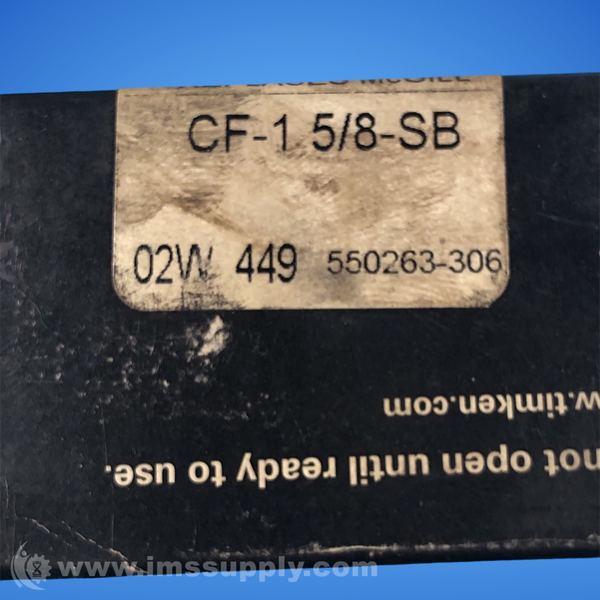 McGILL
CF-1 5/8-SB
02W 449 550263-306
w.timken.com
not open until ready to use.
www.imssupply.com